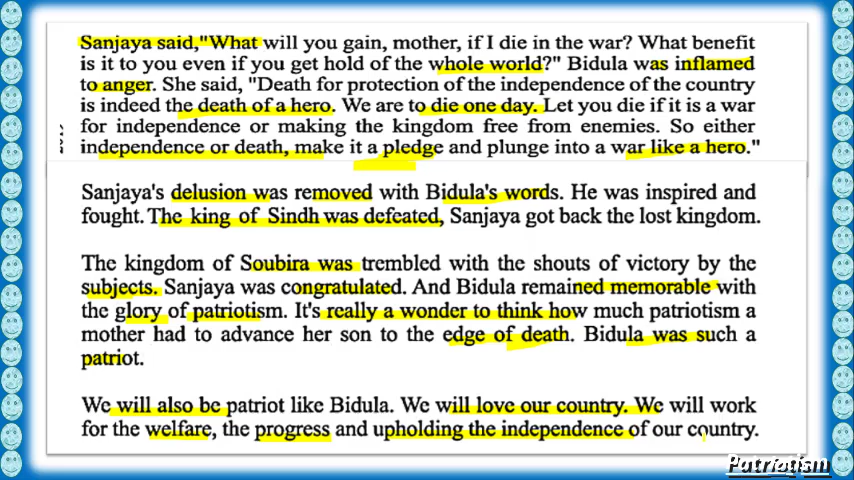 Sanjaya said,"What will you gain, mother, if I die in the war? What benefit
is it to you even if you get hold of the whole world?" Bidula was inflamed
to anger. She said, "Death for protection of the independence of the country
is indeed the death of a hero. We are to die one day. Let you die if it is a war
for independence or making the kingdom free from enemies. So either
independence or death, make it a pledge and plunge into a war like a hero."
Sanjaya's delusion was removed with Bidula's words. He was inspired and
fought. The king of Sindh was defeated, Sanjaya got back the lost kingdom.
The kingdom of Soubira was trembled with the shouts of victory by the
subjects. Sanjaya was congratulated. And Bidula remained memorable with
the glory of patriotism. It's really a wonder to think how much patriotism a
mother had to advance her son to the edge of death. Bidula was such a
patriot.
We will also be patriot like Bidula. We will love our country. We will work
for the welfare, the progress and upholding the independence of our country.
Patriotism